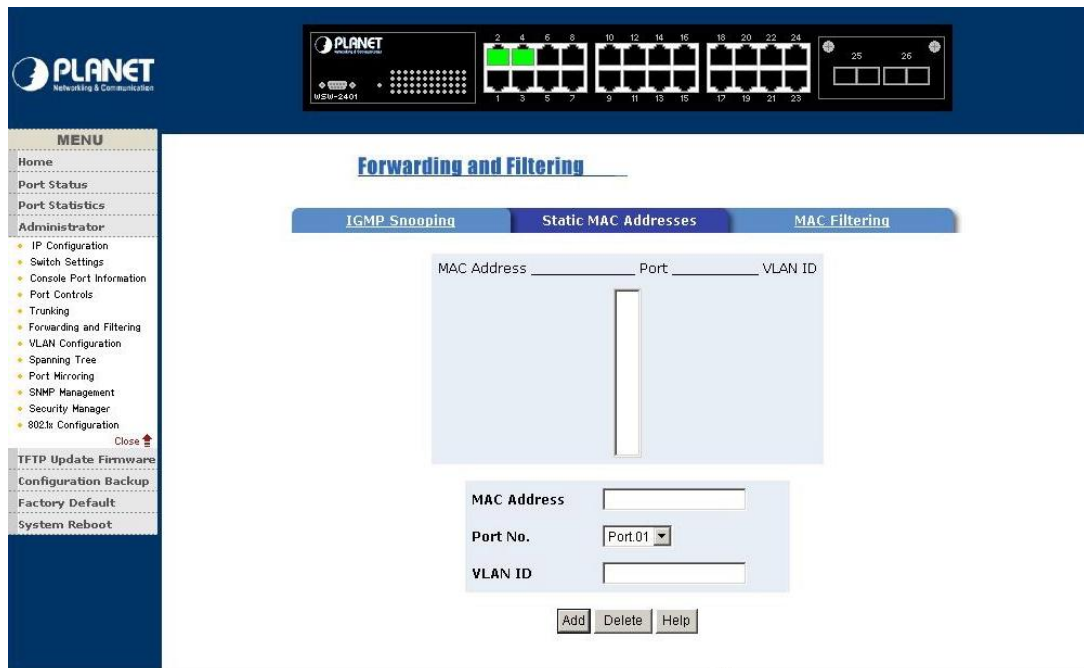 PLANET
Networking & Communication
PLANET
WSW-2401
2 4 6 8 10 12 14 16 18 20 22 24
1 3 5 7 9 11 13 15 17 19 21 23
25 26
MENU
Home
Port Status
Port Statistics
Administrator
IP Configuration
Switch Settings
Console Port Information
Port Controls
Trunking
Forwarding and Filtering
VLAN Configuration
Spanning Tree
Port Mirroring
SNMP Management
Security Manager
802.1x Configuration
Close
TFTP Update Firmware
Configuration Backup
Factory Default
System Reboot
Forwarding and Filtering
IGMP Snooping
Static MAC Addresses
MAC Filtering
MAC Address ____________ Port __________ VLAN ID
MAC Address
Port No. Port.01
VLAN ID
Add Delete Help